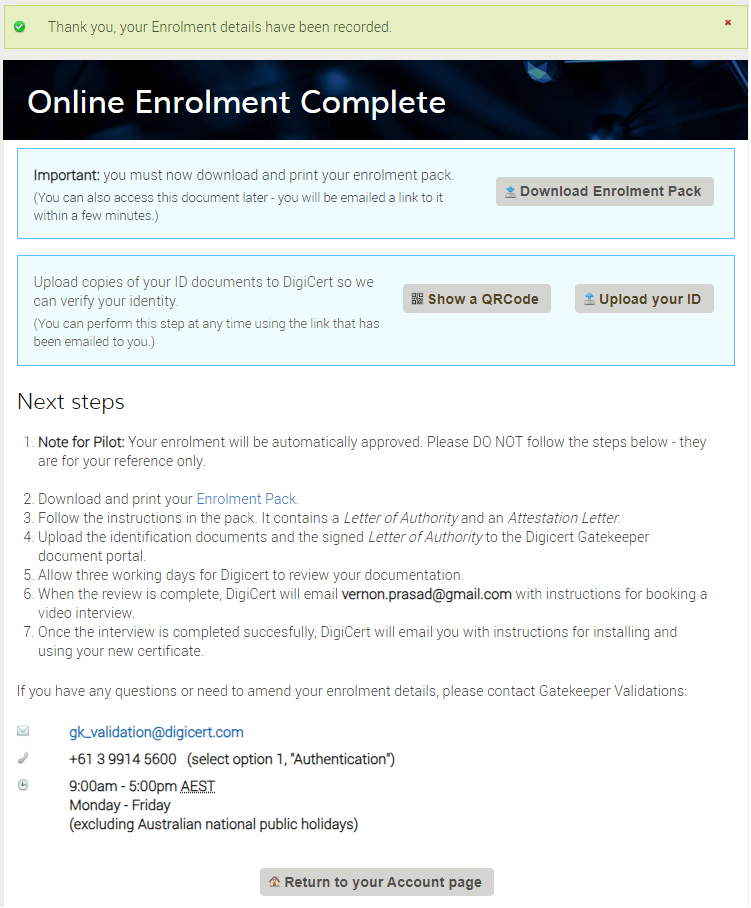 Thank you, your Enrolment details have been recorded.
Online Enrolment Complete
Important: you must now download and print your enrolment pack.
(You can also access this document later - you will be emailed a link to it
within a few minutes.)
Download Enrolment Pack
Upload copies of your ID documents to DigiCert so we
can verify your identity.
(You can perform this step at any time using the link that has
been emailed to you.)
Show a QRCode
Upload your ID
Next steps
1. Note for Pilot: Your enrolment will be automatically approved. Please DO NOT follow the steps below - they
are for your reference only.
2. Download and print your Enrolment Pack.
3. Follow the instructions in the pack. It contains a Letter of Authority and an Attestation Letter.
4. Upload the identification documents and the signed Letter of Authority to the Digicert Gatekeeper
document portal.
5. Allow three working days for Digicert to review your documentation.
6. When the review is complete, DigiCert will email vernon.prasad@gmail.com with instructions for booking a
video interview.
7. Once the interview is completed succesfully, DigiCert will email you with instructions for installing and
using your new certificate.
If you have any questions or need to amend your enrolment details, please contact Gatekeeper Validations:
gk_validation@digicert.com
+61 3 9914 5600 (select option 1, "Authentication")
9:00am - 5:00pm AEST
Monday - Friday
(excluding Australian national public holidays)
Return to your Account page